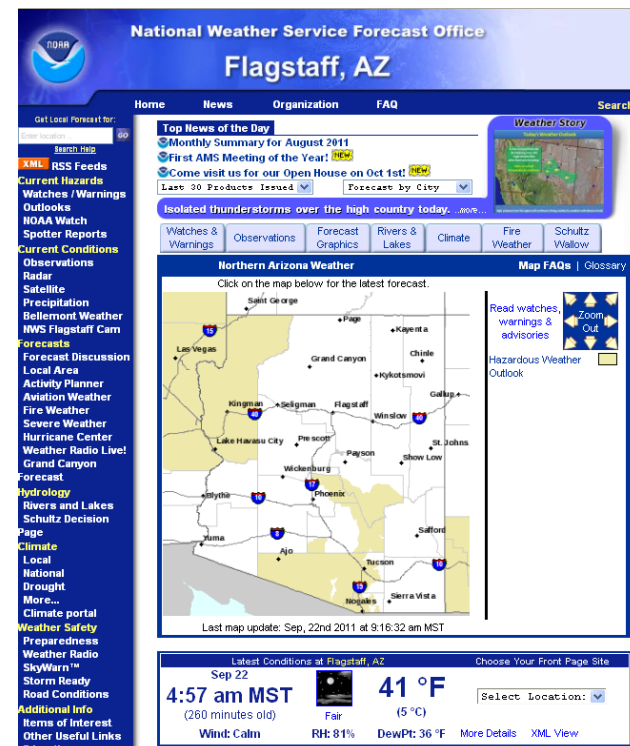 NOAA
National Weather Service Forecast Office
Flagstaff, AZ
Home News Organization FAQ Search
Get Local Forecast for:
Enter location ... GO
Search Help
XML RSS Feeds
Current Hazards
Watches / Warnings
Outlooks
NOAA Watch
Spotter Reports
Current Conditions
Observations
Radar
Satellite
Precipitation
Bellemont Weather
NWS Flagstaff Cam
Forecasts
Forecast Discussion
Local Area
Activity Planner
Aviation Weather
Fire Weather
Severe Weather
Hurricane Center
Weather Radio Live!
Grand Canyon
Forecast
Hydrology
Rivers and Lakes
Schultz Decision
Page
Climate
Local
National
Drought
More...
Climate portal
Weather Safety
Preparedness
Weather Radio
SkyWarn™
Storm Ready
Road Conditions
Additional Info
Items of Interest
Other Useful Links
Top News of the Day
Monthly Summary for August 2011
First AMS Meeting of the Year! NEW
Come visit us for our Open House on Oct 1st! NEW
Last 30 Products Issued Forecast by City
Weather Story
Isolated thunderstorms over the high country today. ...more...
Watches &
Warnings
Observations
Forecast
Graphics
Rivers &
Lakes
Climate
Fire
Weather
Schultz
Wallow
Northern Arizona Weather Map FAQs | Glossary
Click on the map below for the latest forecast.
Saint George
Page
Kayenta
15
Las Vegas
Grand Canyon
Chinle
Kykotsmovi
Gallup
Kingman Seligman Flagstaff
40
Winslow 40
Lake Havasu City Prescott
St. Johns
Payson
Show Low
Wickenburg
17
Blythe 10
Phoenix
Safford
Yuma 8
Ajo
Tucson 10
15
Nogales Sierra Vista
Last map update: Sep, 22nd 2011 at 9:16:32 am MST
Read watches,
warnings &
advisories
Zoom
Out
Hazardous Weather
Outlook
Latest Conditions at Flagstaff, AZ Choose Your Front Page Site
Sep 22
4:57 am MST
(260 minutes old)
Fair
41 °F
(5 °C)
Select Location:
Wind: Calm RH: 81% DewPt: 36 °F More Details XML View